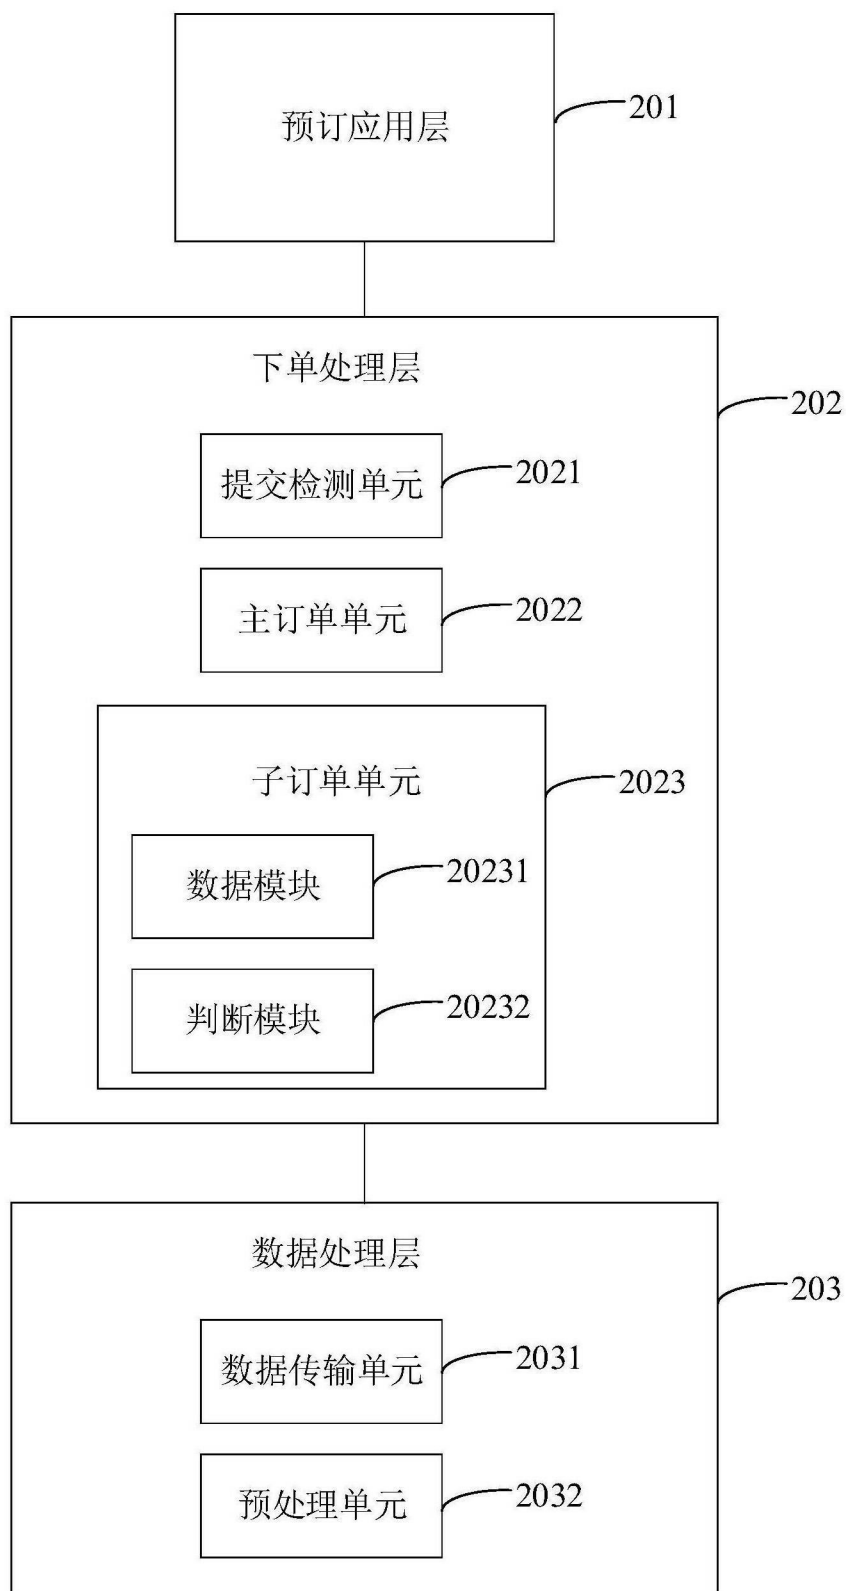 预订应用层
201
下单处理层
202
提交检测单元
2021
主订单单元
2022
子订单单元
2023
数据模块
20231
判断模块
20232
数据处理层
203
数据传输单元
2031
预处理单元
2032